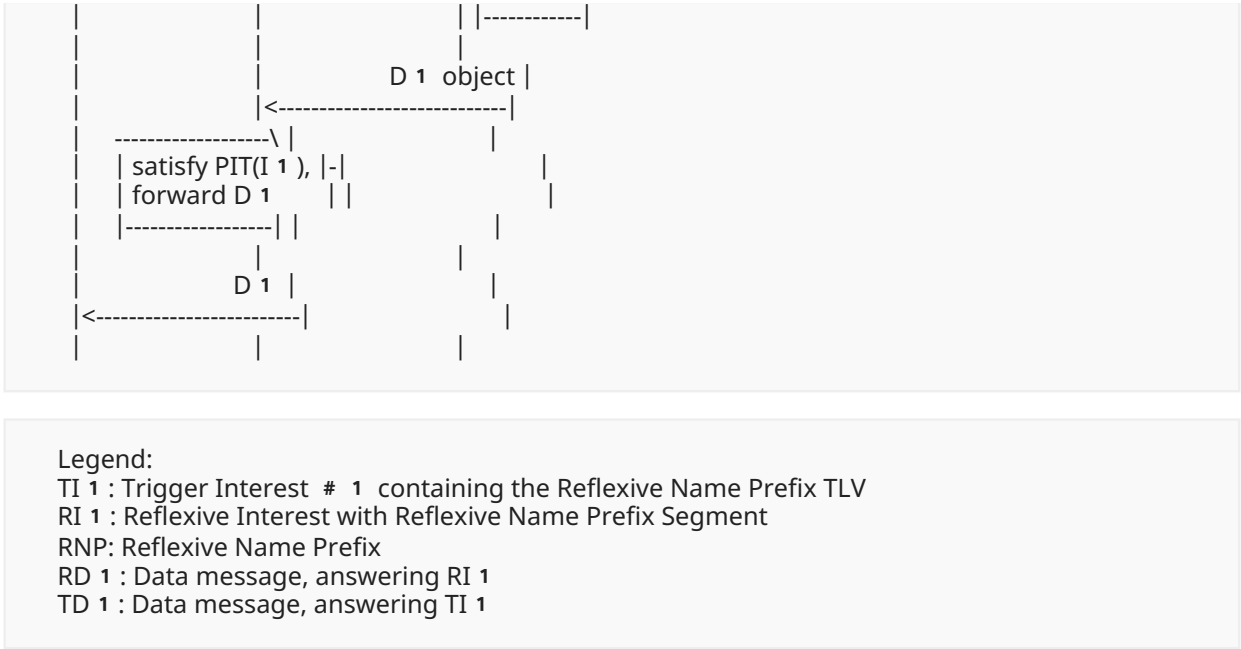 |                         |                            | |------------|
|                         |                            |
|                         |                  D 1 object |
|                         |<----------------------------|
|     -------------------\ |                           |
|     | satisfy PIT(I 1 ), |-|                           |
|     | forward D 1        | |                           |
|     |------------------| |                           |
|                         |                            |
|                     D 1 |                           |
|<---------------------------|                           |
|                         |                            |
Legend:
TI 1 : Trigger Interest # 1 containing the Reflexive Name Prefix TLV
RI 1 : Reflexive Interest with Reflexive Name Prefix Segment
RNP: Reflexive Name Prefix
RD 1 : Data message, answering RI 1
TD 1 : Data message, answering TI 1